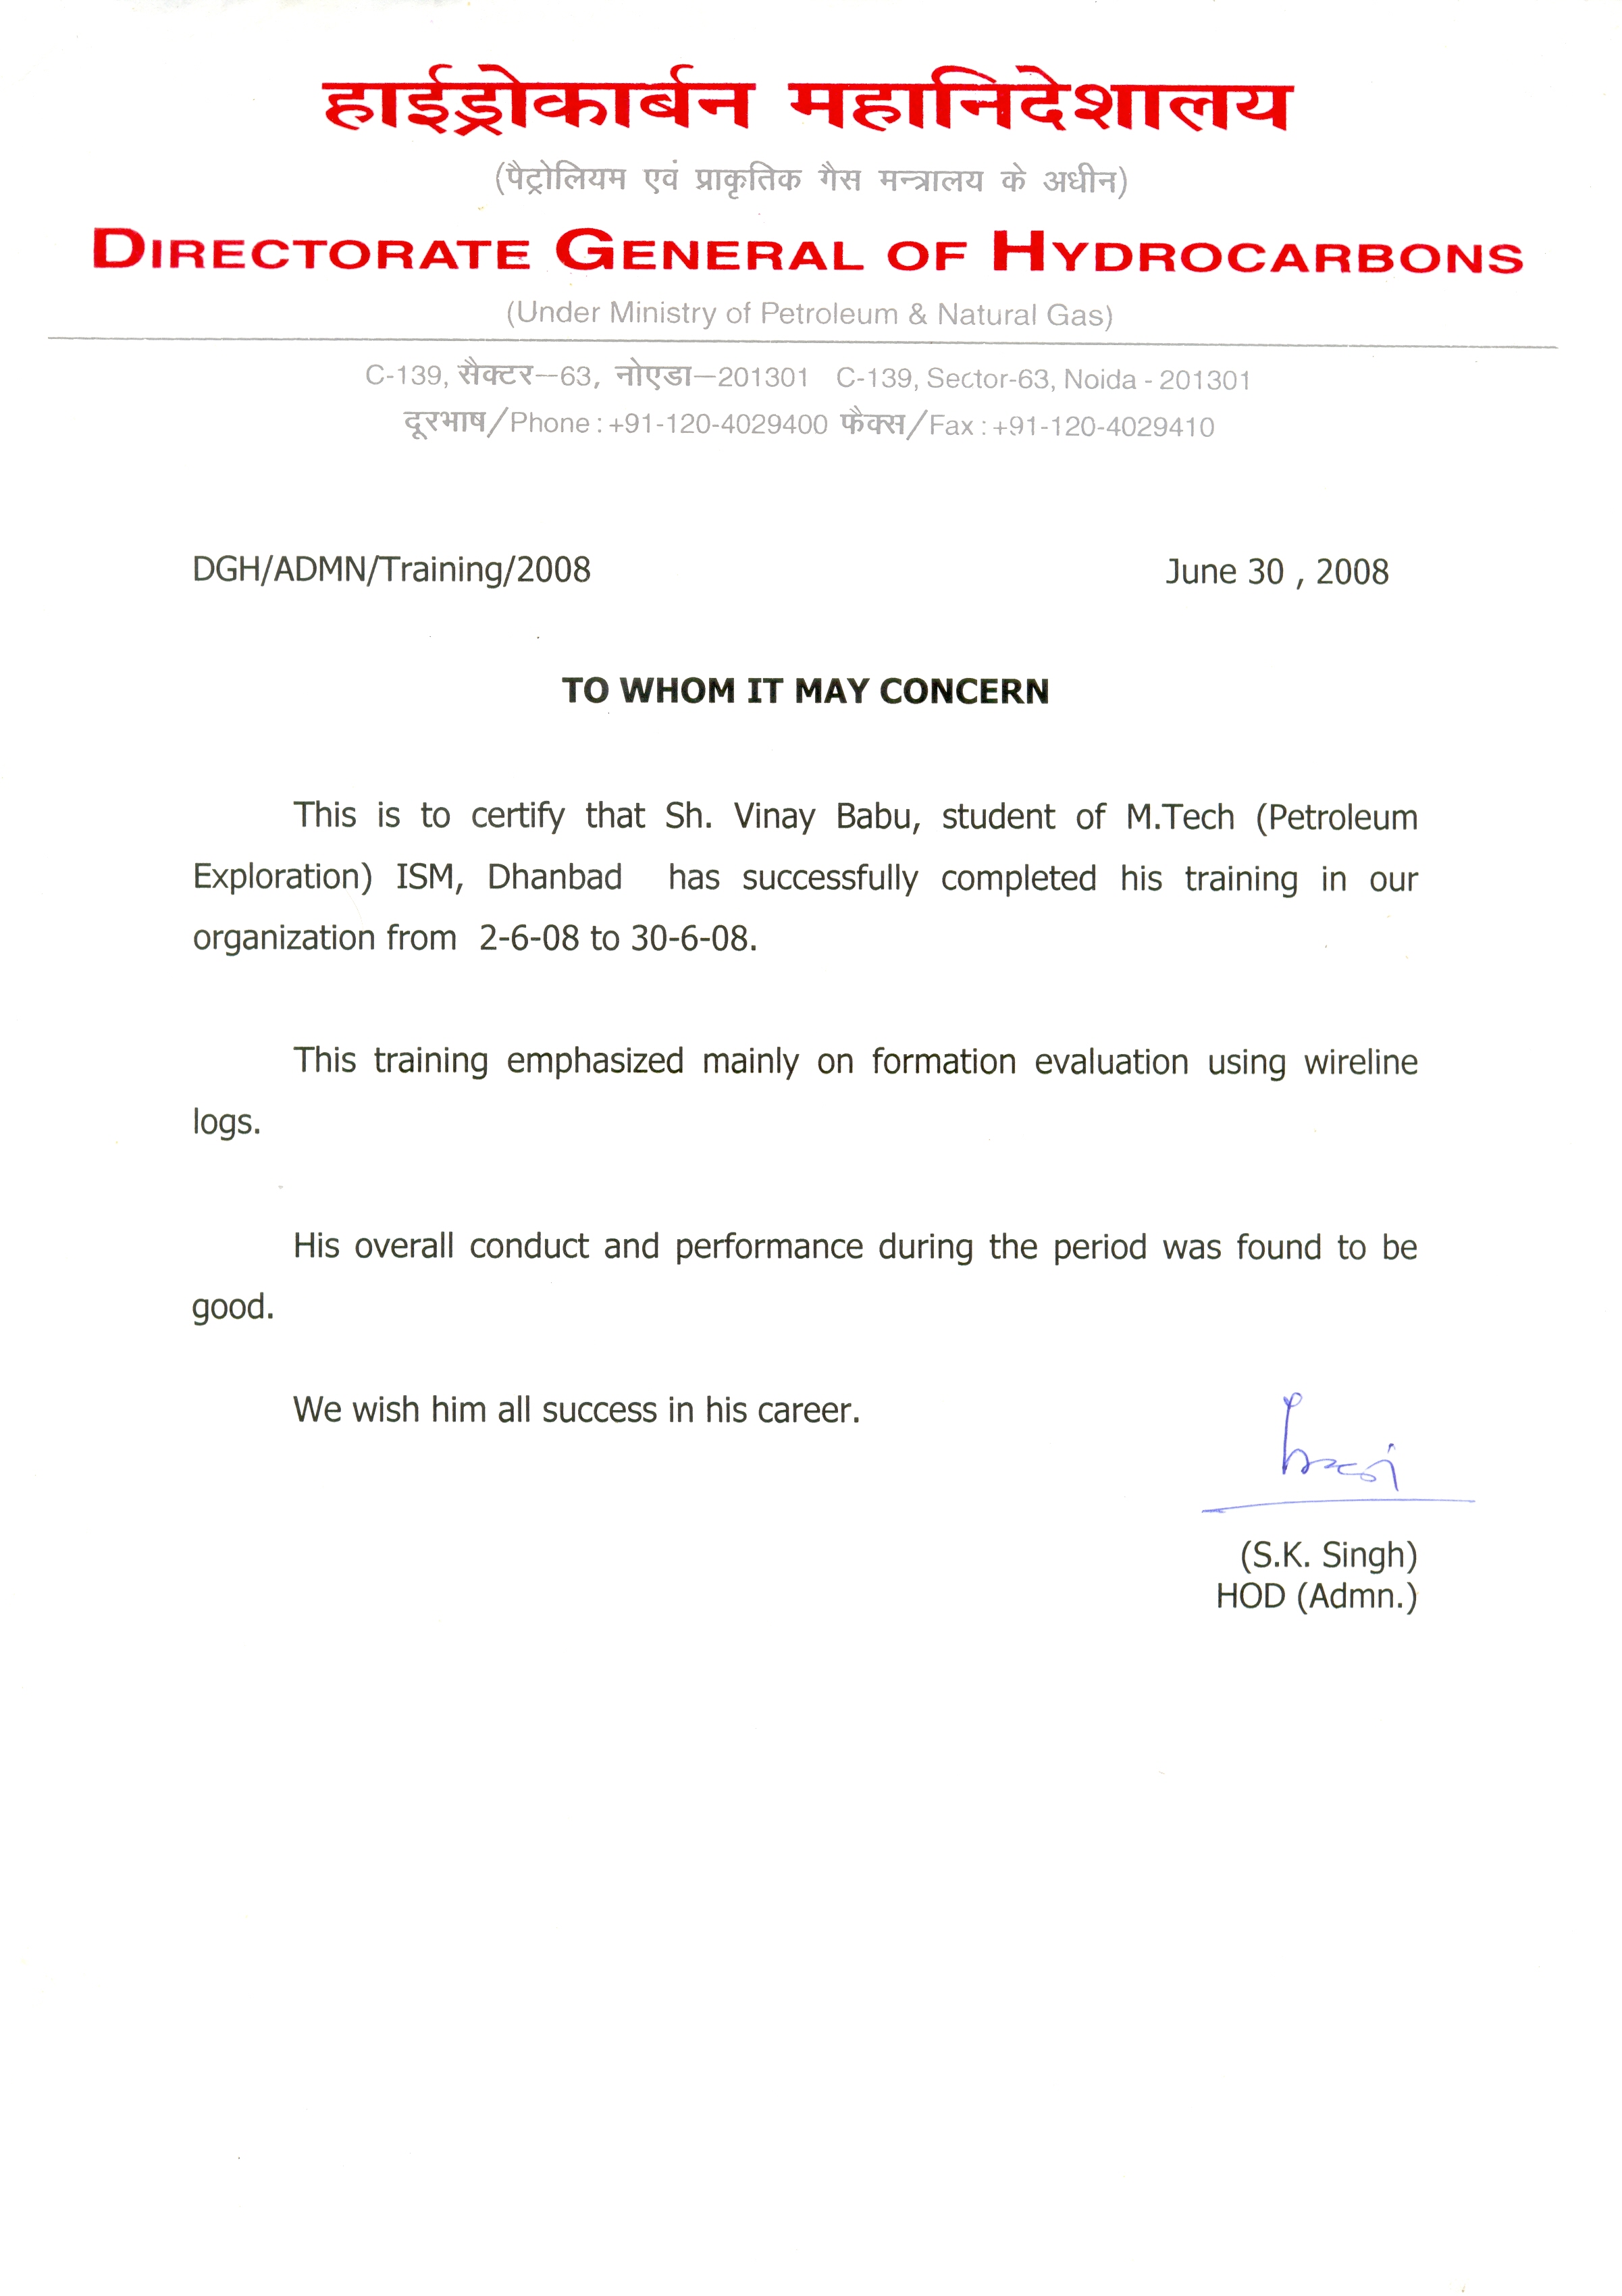 हाईड्रोकार्बन महानिदेशालय
(पैट्रोलियम एवं प्राकृतिक गैस मन्त्रालय के अधीन)
DIRECTORATE GENERAL OF HYDROCARBONS
(Under Ministry of Petroleum & Natural Gas)
C-139, सैक्टर–63, नोएडा–201301 C-139, Sector-63, Noida - 201301
दूरभाष/Phone : +91-120-4029400 फैक्स/Fax : +91-120-4029410
DGH/ADMN/Training/2008 June 30 , 2008
TO WHOM IT MAY CONCERN
This is to certify that Sh. Vinay Babu, student of M.Tech (Petroleum
Exploration) ISM, Dhanbad has successfully completed his training in our
organization from 2-6-08 to 30-6-08.
This training emphasized mainly on formation evaluation using wireline
logs.
His overall conduct and performance during the period was found to be
good.
We wish him all success in his career.
(S.K. Singh)
HOD (Admn.)